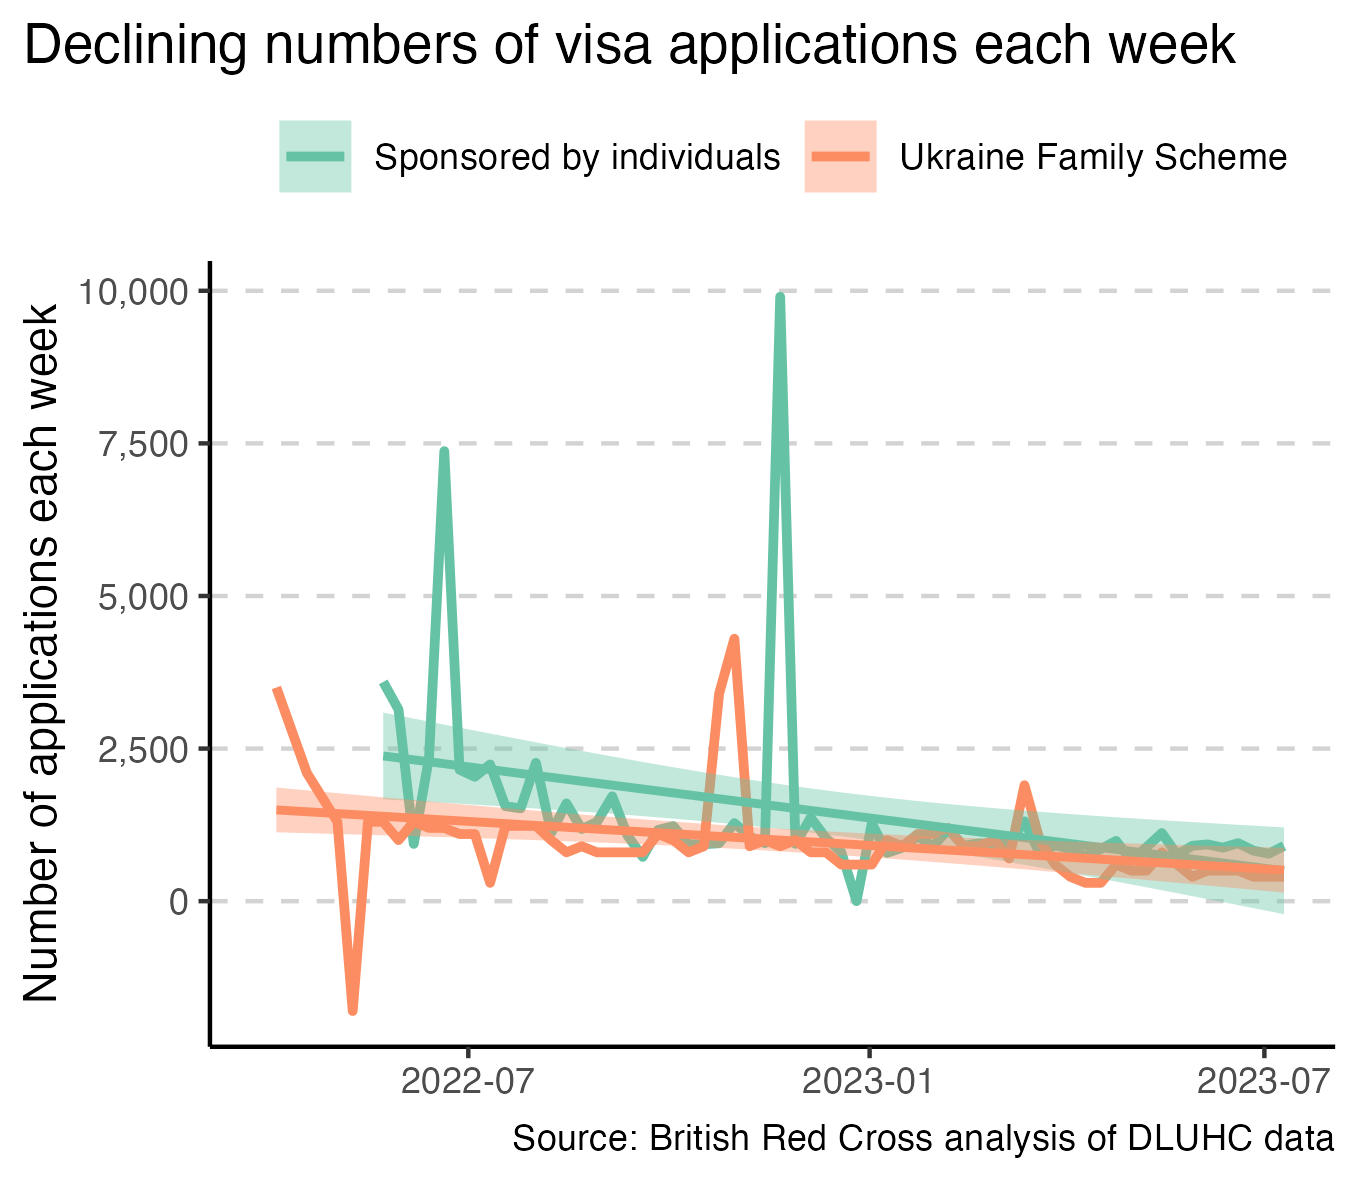 Declining numbers of visa applications each week
Sponsored by individuals Ukraine Family Scheme
Number of applications each week
10,000
7,500
5,000
2,500
0
2022-07 2023-01 2023-07
Source: British Red Cross analysis of DLUHC data